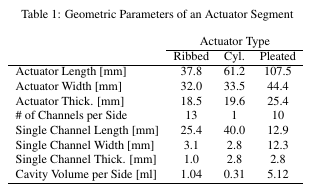 Table 1: Geometric Parameters of an Actuator Segment
Actuator Type
Ribbed Cyl. Pleated
Actuator Length [mm] 37.8 61.2 107.5
Actuator Width [mm] 32.0 33.5 44.4
Actuator Thick. [mm] 18.5 19.6 25.4
# of Channels per Side 13 1 10
Single Channel Length [mm] 25.4 40.0 12.9
Single Channel Width [mm] 3.1 2.8 12.3
Single Channel Thick. [mm] 1.0 2.8 2.8
Cavity Volume per Side [ml] 1.04 0.31 5.12